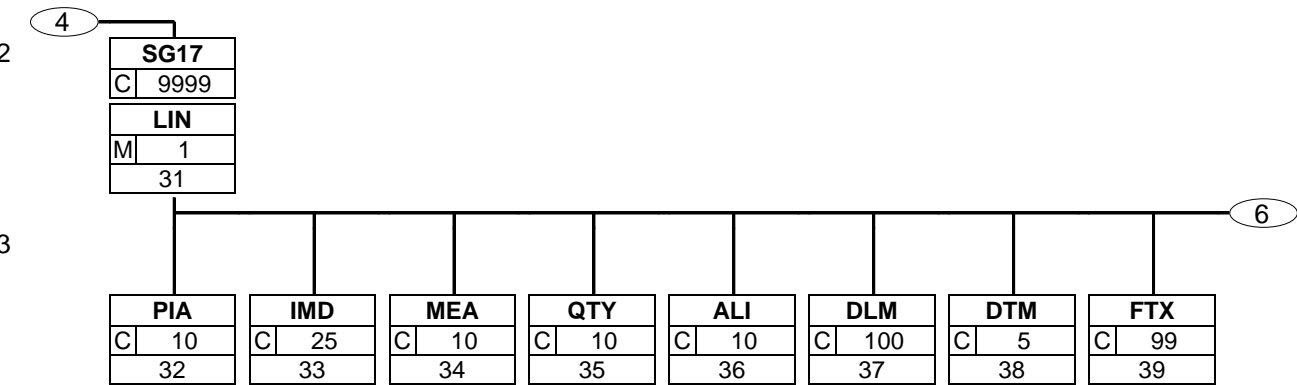 4
2
SG17
C 9999
LIN
M 1
31
6
3
PIA IMD MEA QTY ALI DLM DTM FTX
C 10 C 25 C 10 C 10 C 10 C 100 C 5 C 99
32 33 34 35 36 37 38 39